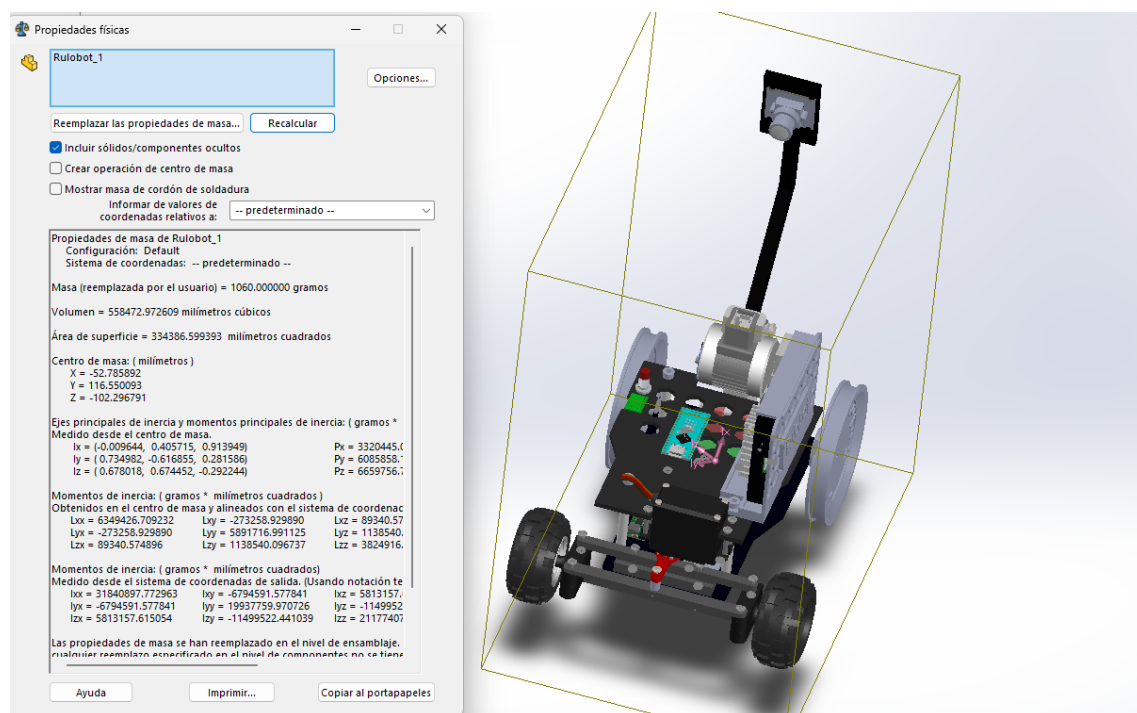 Propiedades físicas
Rulobot_1
Opciones...
Reemplazar las propiedades de masa...
Recalcular
Incluir sólidos/componentes ocultos
Crear operación de centro de masa
Mostrar masa de cordón de soldadura
Informar de valores de
coordenadas relativos a:
-- predeterminado --
Propiedades de masa de Rulobot_1
Configuración: Default
Sistema de coordenadas: -- predeterminado --
Masa (reemplazada por el usuario) = 1060.000000 gramos
Volumen = 558472.972609 milímetros cúbicos
Área de superficie = 334386.599393 milímetros cuadrados
Centro de masa: ( milímetros )
X = -52.785892
Y = 116.550093
Z = -102.296791
Ejes principales de inercia y momentos principales de inercia: ( gramos *
Medido desde el centro de masa.
Ix = (-0.009644, 0.405715, 0.913949) Px = 3320445.0
Iy = ( 0.734982, -0.616855, 0.281586) Py = 6085858.
Iz = ( 0.678018, 0.674452, -0.292244) Pz = 6659756.7
Momentos de inercia: ( gramos * milímetros cuadrados )
Obtenidos en el centro de masa y alineados con el sistema de coordenac
Lxx = 6349426.709232 Lxy = -273258.929890 Lxz = 89340.57
Lyx = -273258.929890 Lyy = 5891716.991125 Lyz = 1138540.
Lzx = 89340.574896 Lzy = 1138540.096737 Lzz = 3824916.
Momentos de inercia: ( gramos * milímetros cuadrados)
Medido desde el sistema de coordenadas de salida. (Usando notación te
Ixx = 31840897.772963 Ixy = -6794591.577841 Ixz = 5813157.
Iyx = -6794591.577841 Iyy = 19937759.970726 Iyz = -1149952
Izx = 5813157.615054 Izy = -11499522.441039 Izz = 21177407
Las propiedades de masa se han reemplazado en el nivel de ensamblaje.
cualquier reemplazo especificado en el nivel de componentes no se tiene
Ayuda
Imprimir...
Copiar al portapapeles